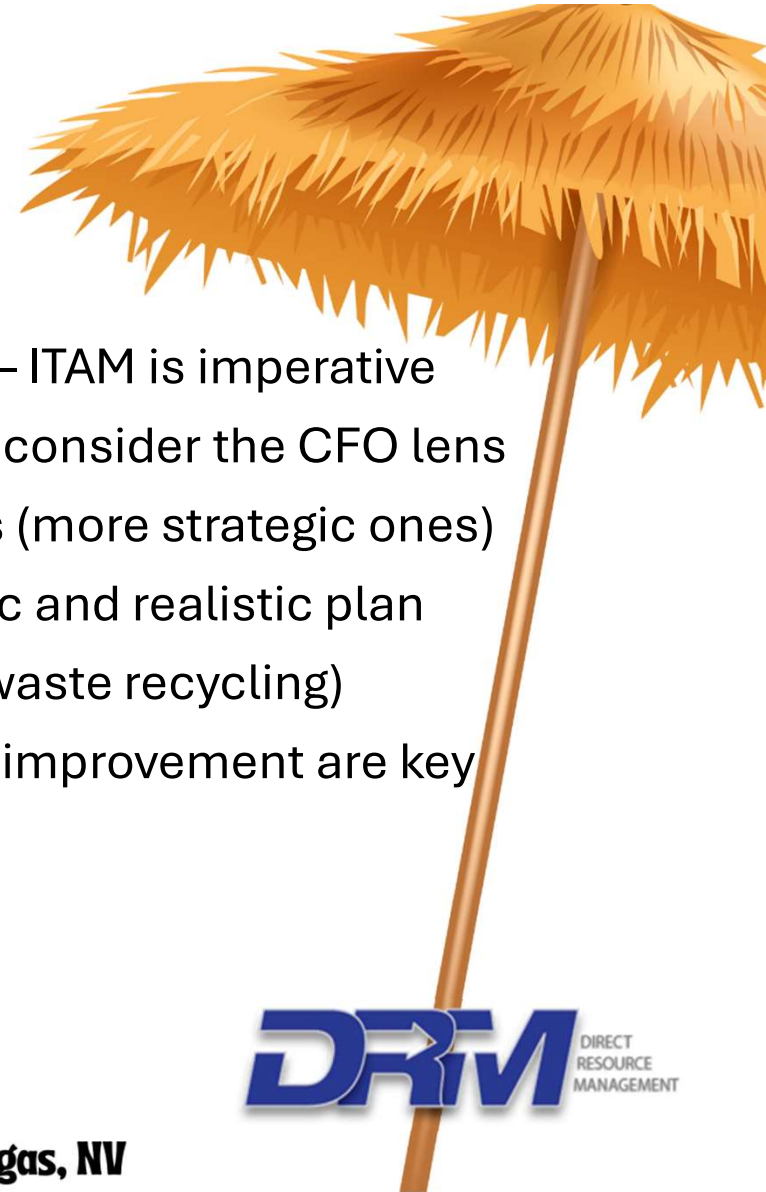 – ITAM is imperative
consider the CFO lens
s (more strategic ones)
c and realistic plan
waste recycling)
improvement are key
DRM
DIRECT
RESOURCE
MANAGEMENT
gas, NV